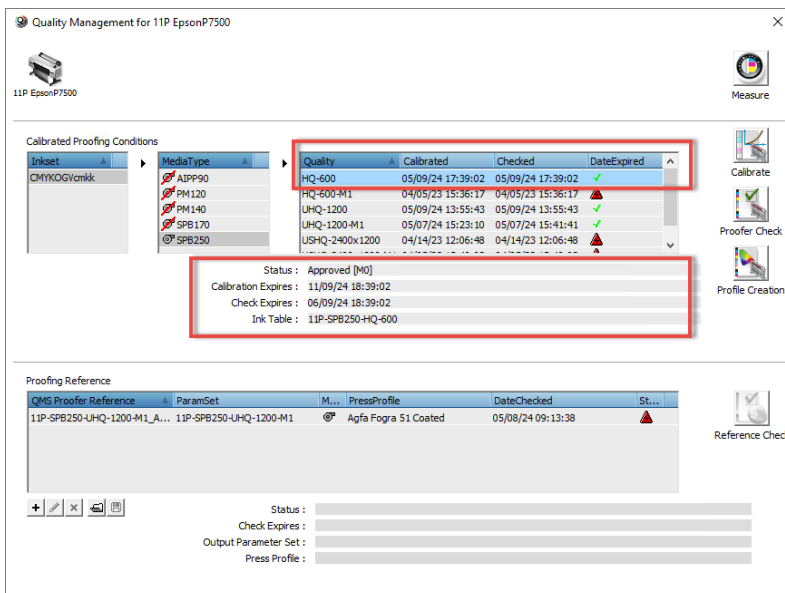 Quality Management for 11P EpsonP7500
11P EpsonP7500
Measure
Calibrated Proofing Conditions
Inkset MediaType Quality Calibrated Checked DateExpired
CMYKOGVcmkk AIPP90 HQ-600 05/09/24 17:39:02 05/09/24 17:39:02
PM120 HQ-600-M1 04/05/23 15:36:17 04/05/23 15:36:17
PM140 UHQ-1200 05/09/24 13:55:43 05/09/24 13:55:43
SPB170 UHQ-1200-M1 05/07/24 15:23:10 05/07/24 15:41:41
SPB250 USHQ-2400x1200 04/14/23 12:06:48 04/14/23 12:06:48
Calibrate
Proofer Check
Profile Creation
Status : Approved [M0]
Calibration Expires : 11/09/24 18:39:02
Check Expires : 06/09/24 18:39:02
Ink Table : 11P-SPB250-HQ-600
Proofing Reference
QMS Proofer Reference ParamSet M... PressProfile DateChecked St...
11P-SPB250-UHQ-1200-M1_A... 11P-SPB250-UHQ-1200-M1 Agfa Fogra 51 Coated 05/08/24 09:13:38
Reference Chec
Status :
Check Expires :
Output Parameter Set :
Press Profile :